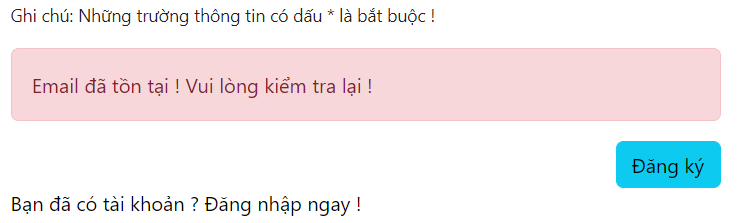 Ghi chú: Những trường thông tin có dấu * là bắt buộc !
Email đã tồn tại ! Vui lòng kiểm tra lại !
Đăng ký
Bạn đã có tài khoản ? Đăng nhập ngay !